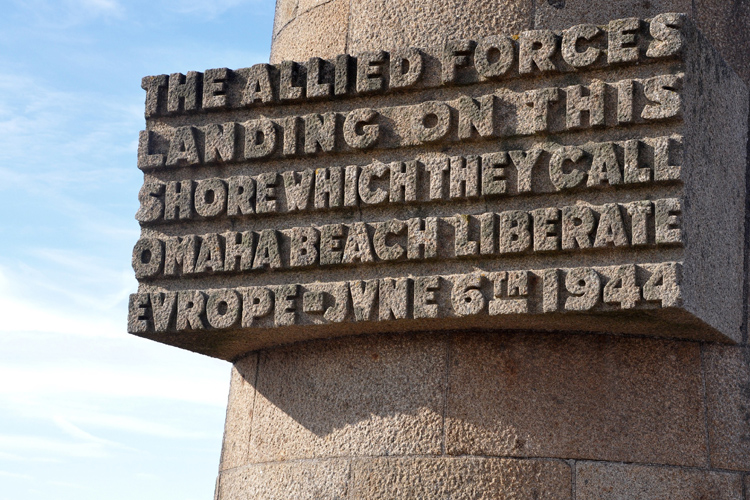 THE ALLIED FORCES
LANDING ON THIS
SHORE WHICH THEY CALL
OMAHA BEACH LIBERATE
EVROPE-JVNE 6TH 1944